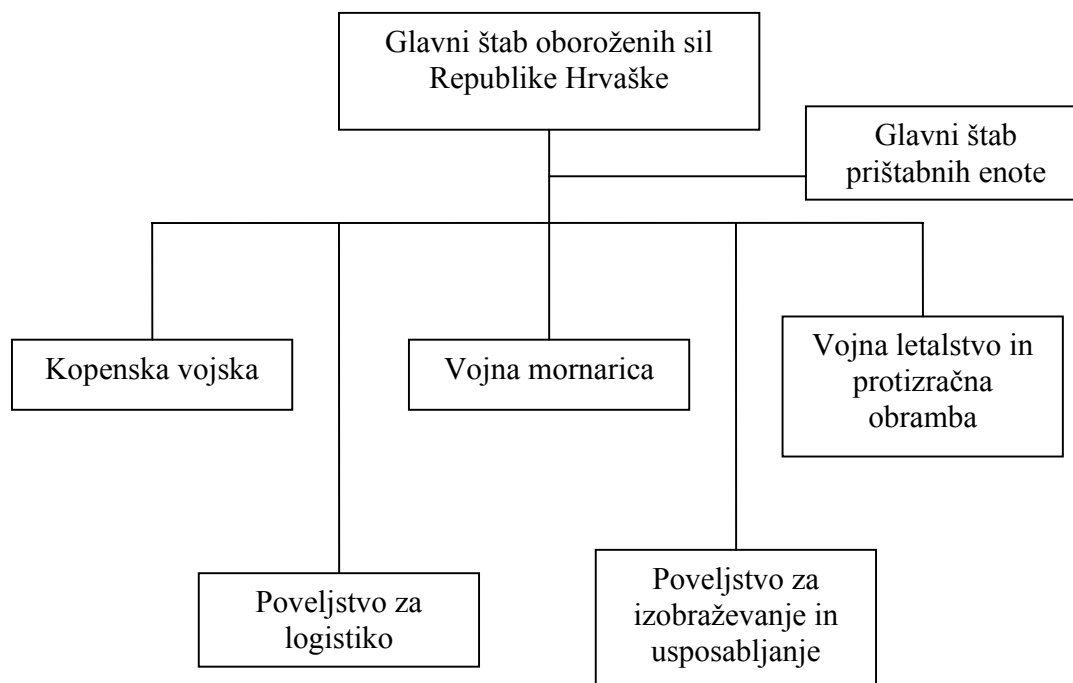 Glavni štab oboroženih sil
Republike Hrvaške
Glavni štab
prištabnih enote
Kopenska vojska
Vojna mornarica
Vojna letalstvo in
protizračna
obramba
Poveljstvo za
logistiko
Poveljstvo za
izobraževanje in
usposabljanje